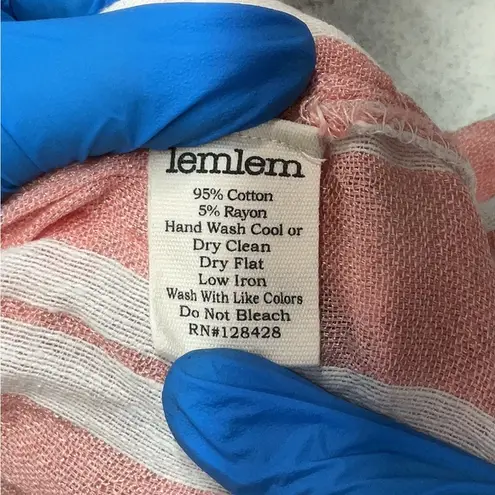 lemlem
95% Cotton
5% Rayon
Hand Wash Cool or
Dry Clean
Dry Flat
Low Iron
Wash With Like Colors
Do Not Bleach
RN#128428